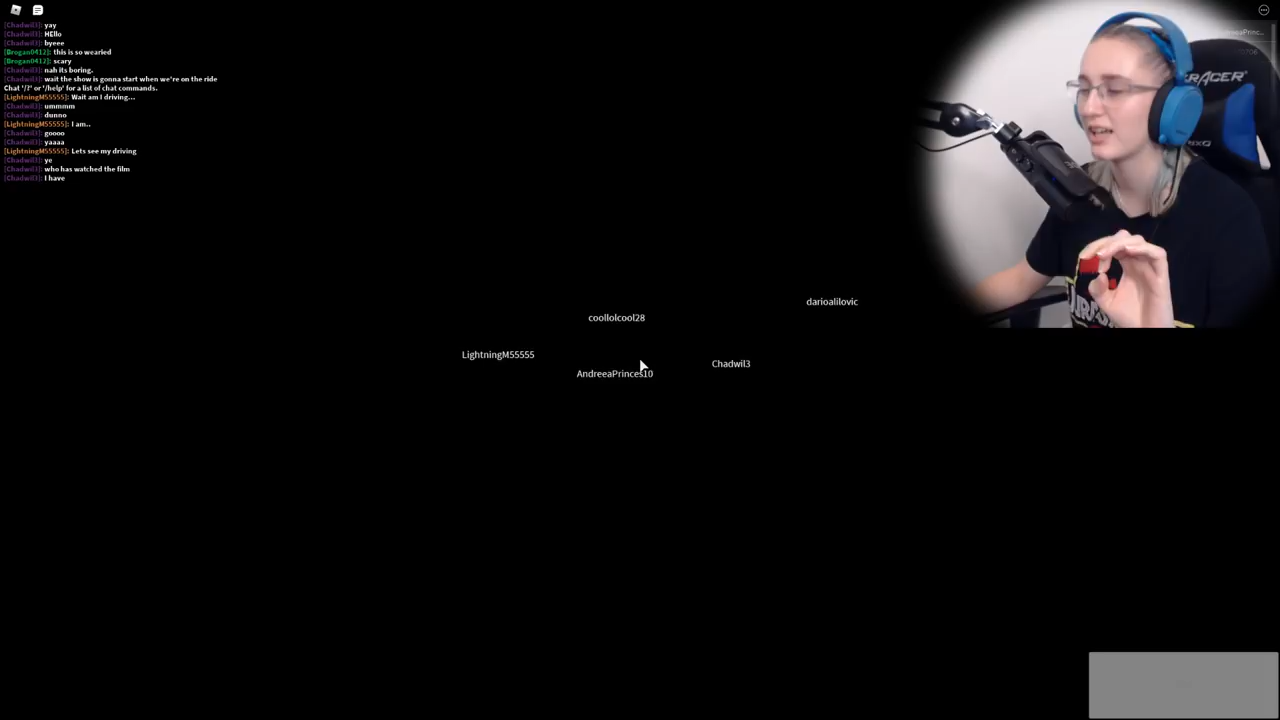 [Chadwil3]: yay
[Chadwil3]: HEllo
[Chadwil3]: byeee
[Brogan0412]: this is so wearied
[Brogan0412]: scary
[Chadwil3]: nah its boring.
[Chadwil3]: wait the show is gonna start when we're on the ride
Chat '/?' or '/help' for a list of chat commands.
[LightningM55555]: Wait am I driving...
[Chadwil3]: ummmm
[Chadwil3]: dunno
[LightningM55555]: I am..
[Chadwil3]: goooo
[Chadwil3]: yaaaa
[LightningM55555]: Lets see my driving
[Chadwil3]: ye
[Chadwil3]: who has watched the film
[Chadwil3]: I have
darioalilovic
coollolcool28
LightningM55555
Chadwil3
AndreeaPrinces10